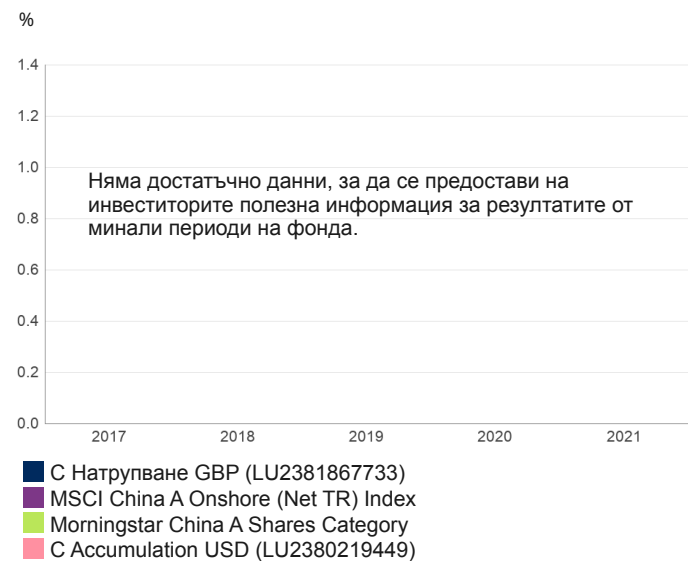 %
1.4
1.2
1.0
Няма достатъчно данни, за да се предостави на
инвеститорите полезна информация за резултатите от
минали периоди на фонда.
0.8
0.6
0.4
0.2
0.0
2017 2018 2019 2020 2021
С Натрупване GBP (LU2381867733)
MSCI China A Onshore (Net TR) Index
Morningstar China A Shares Category
C Accumulation USD (LU2380219449)